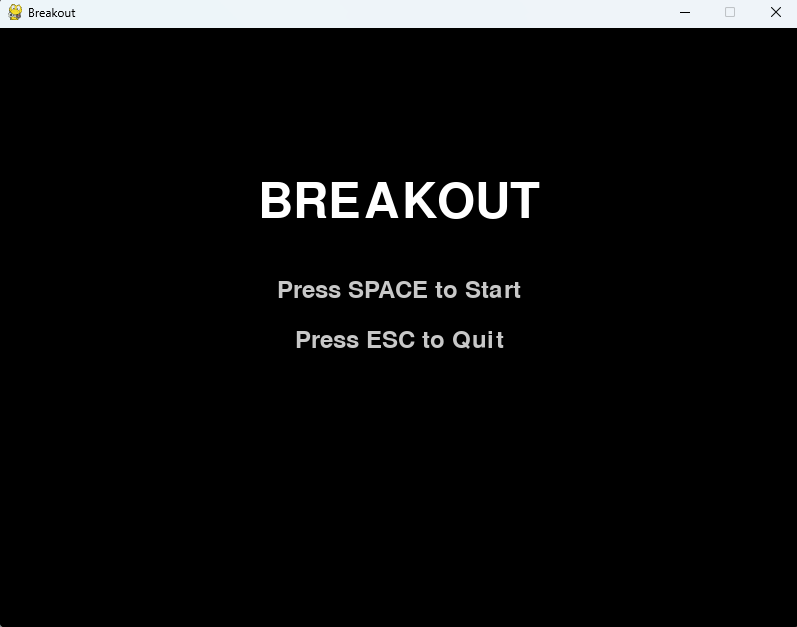 Breakout
BREAKOUT
Press SPACE to Start
Press ESC to Quit